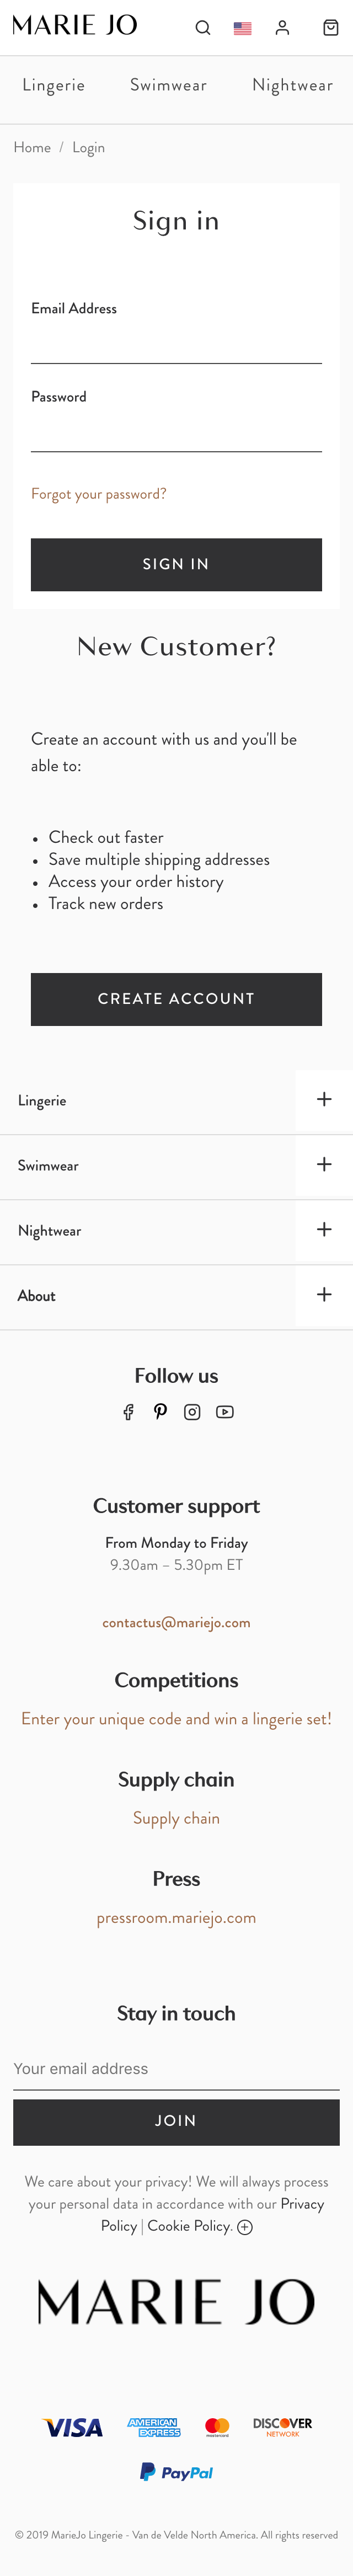 MARIE JO
Lingerie Swimwear Nightwear
Home / Login
Sign in
Email Address
Password
Forgot your password?
SIGN IN
New Customer?
Create an account with us and you'll be
able to:
• Check out faster
• Save multiple shipping addresses
• Access your order history
• Track new orders
CREATE ACCOUNT
Lingerie +
Swimwear +
Nightwear +
About +
Follow us
Customer support
From Monday to Friday
9.30am – 5.30pm ET
contactus@mariejo.com
Competitions
Enter your unique code and win a lingerie set!
Supply chain
Supply chain
Press
pressroom.mariejo.com
Stay in touch
Your email address
JOIN
We care about your privacy! We will always process
your personal data in accordance with our Privacy
Policy | Cookie Policy.
MARIE JO
VISA AMERICAN EXPRESS mastercard DISCOVER NETWORK
PayPal
© 2019 MarieJo Lingerie - Van de Velde North America. All rights reserved